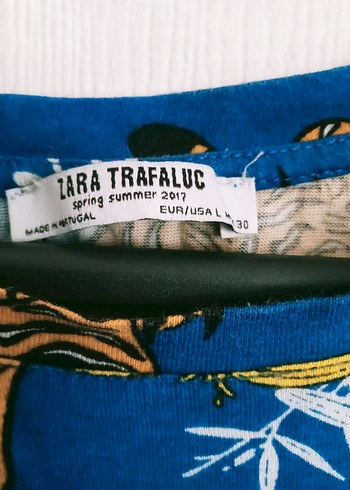 ZARA TRAFALUC
spring summer 2017
MADE IN PORTUGAL
EUR/USA L
30